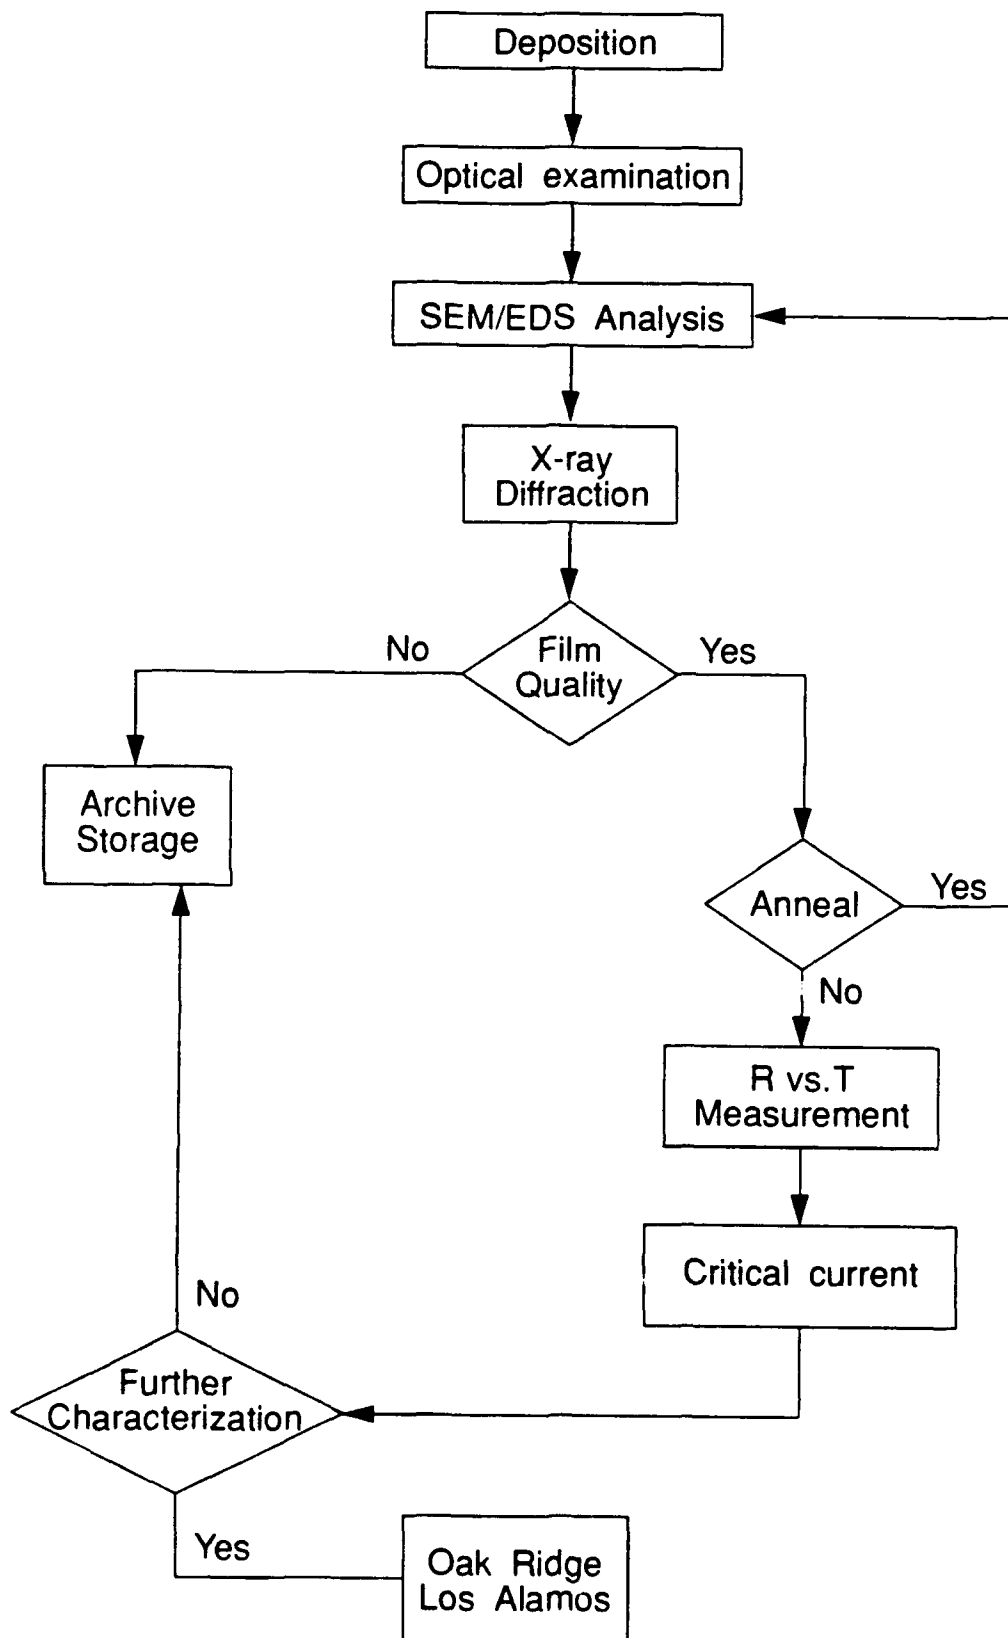 Deposition
Optical examination
SEM/EDS Analysis
X-ray
Diffraction
No
Film
Quality
Yes
Archive
Storage
Anneal
Yes
No
R vs.T
Measurement
Critical current
No
Further
Characterization
Yes
Oak Ridge
Los Alamos